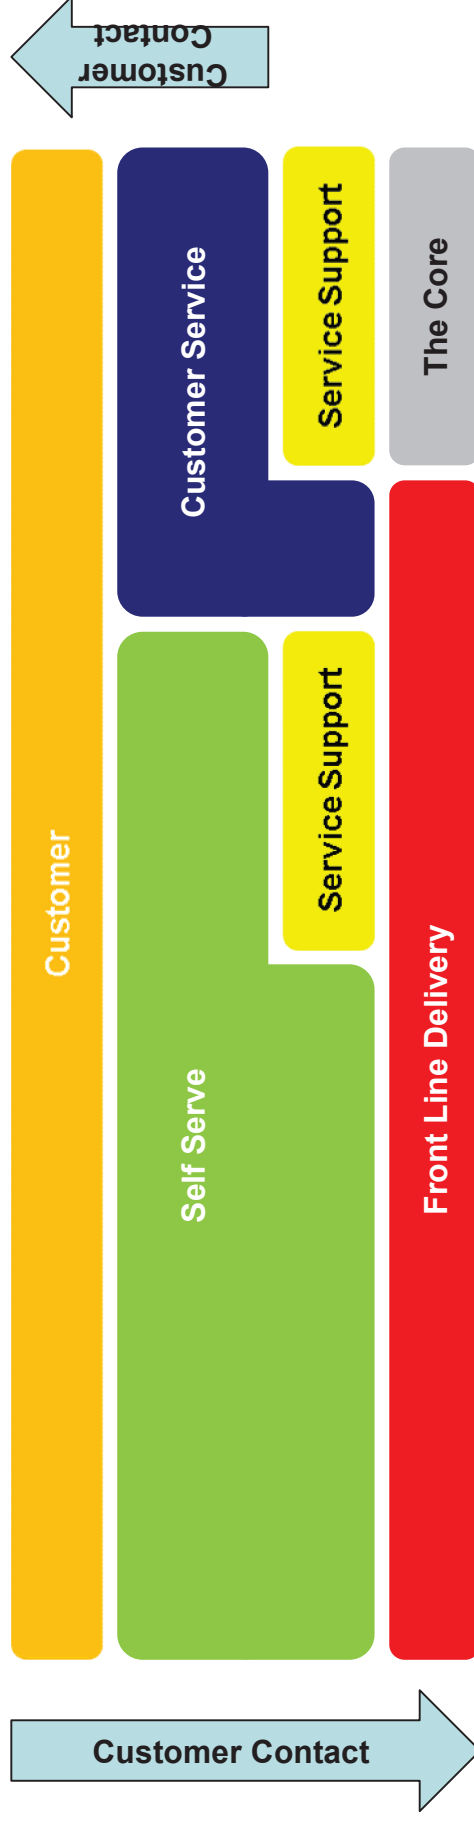 Customer
Contact
Customer
Customer Service
Self Serve
Service Support
Service Support
The Core
Front Line Delivery
Customer Contact